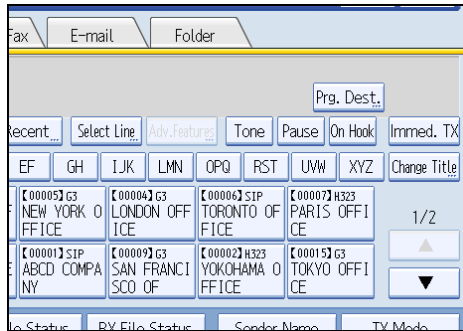 Fax E-mail Folder
Prg. Dest.
Recent Select Line Adv.Features Tone Pause On Hook Immed. TX
EF GH IJK LMN OPQ RST UVW XYZ Change Title
【00005】G3 【00004】G3 【00006】SIP 【00007】H323
NEW YORK O LONDON OFF TORONTO OF PARIS OFFI
FFICE ICE FICE CE
1/2
【00001】SIP 【00009】G3 【00002】H323 【00015】G3
ABCD COMPA SAN FRANCI YOKOHAMA O TOKYO OFFI
NY SCO OF FFICE CE
▲
▼
Status RX File Status Sender Name TX Mode